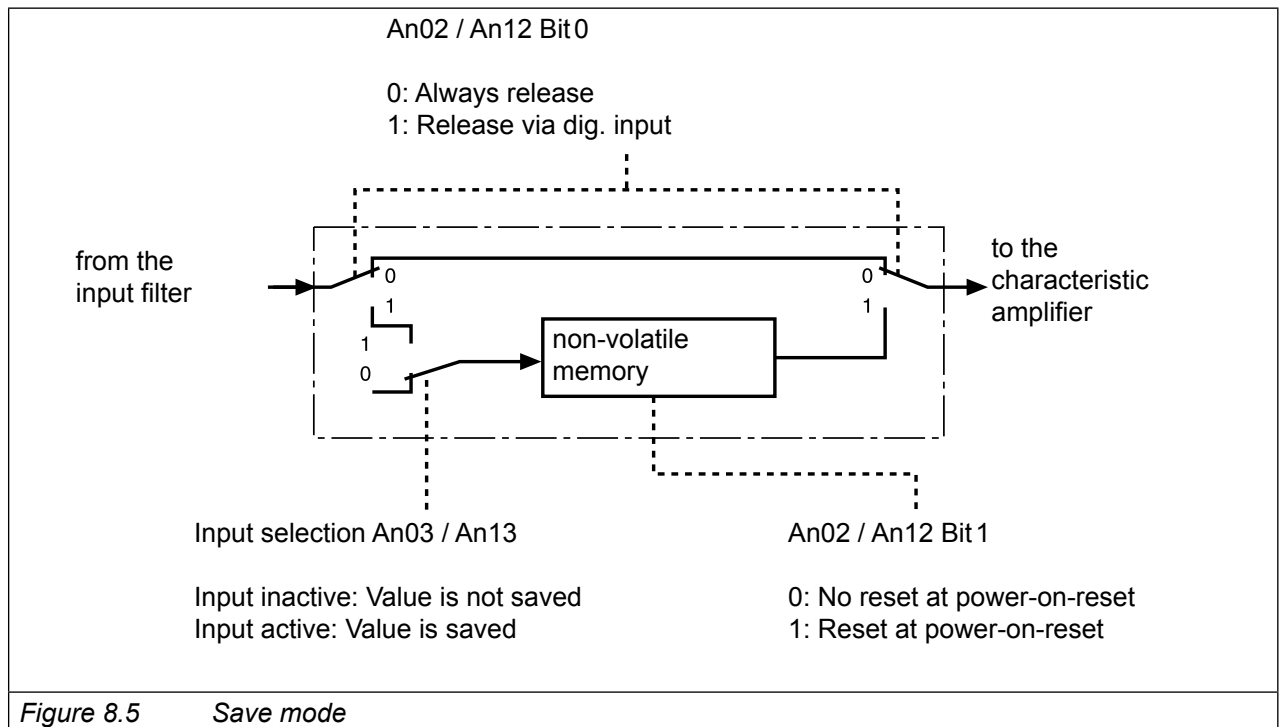 An02 / An12 Bit 0
0: Always release
1: Release via dig. input
from the
input filter
0
1
1
0
non-volatile
memory
0
1
to the
characteristic
amplifier
Input selection An03 / An13
Input inactive: Value is not saved
Input active: Value is saved
An02 / An12 Bit 1
0: No reset at power-on-reset
1: Reset at power-on-reset
Figure 8.5 Save mode